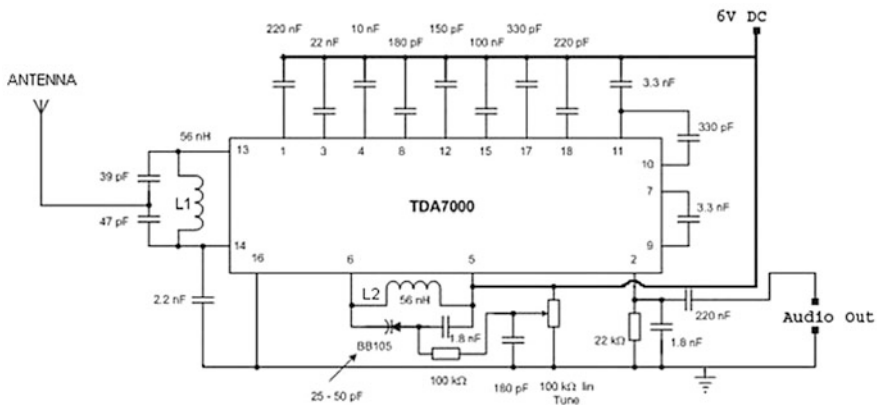 6V DC
220 nF
10 nF
150 pF
330 pF
22 nF
180 pF
100 nF
220 pF
3.3 nF
ANTENNA
56 nH
330 pF
13
1
3
4
8
12
15
17
18
11
10
39 pF
L1
TDA7000
7
3.3 nF
47 pF
14
16
6
5
2
9
2.2 nF
L2
56 nH
220 nF
Audio Out
BB105
1.8 nF
22 kΩ
1.8 nF
25 - 50 pF
100 kΩ
180 pF
100 kΩ lin
Tune